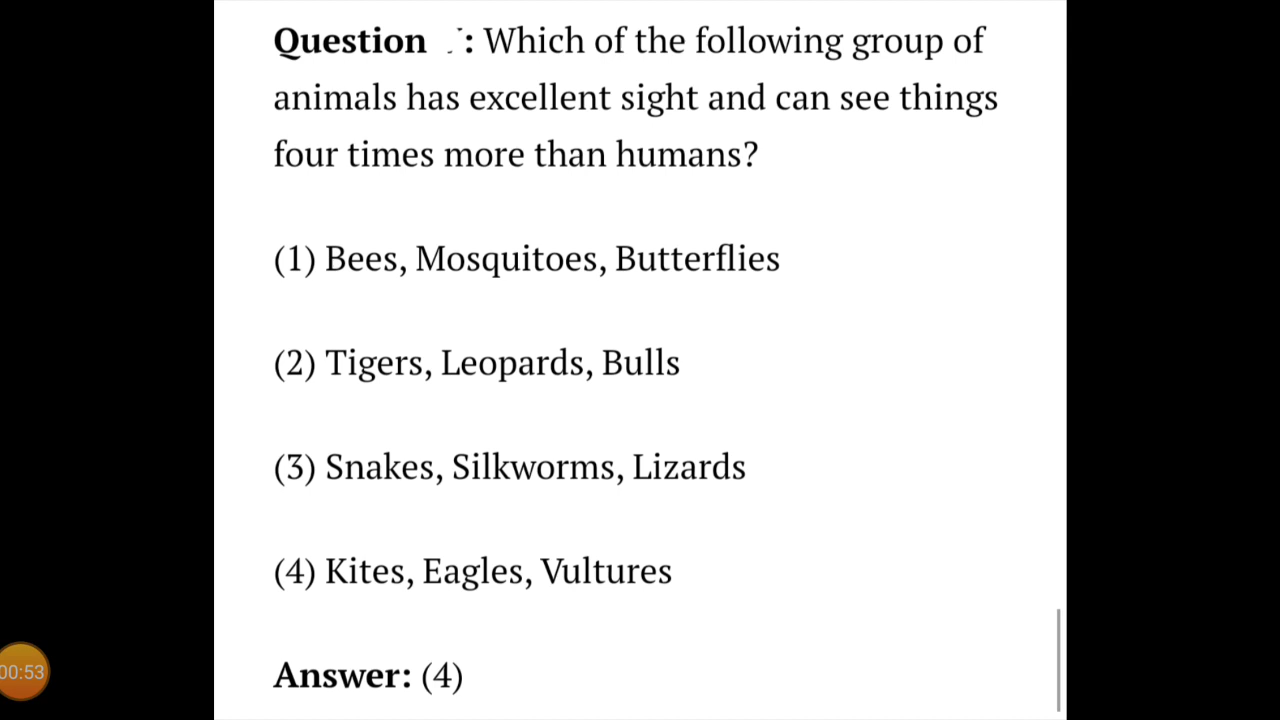 Question : Which of the following group of
animals has excellent sight and can see things
four times more than humans?
(1) Bees, Mosquitoes, Butterflies
(2) Tigers, Leopards, Bulls
(3) Snakes, Silkworms, Lizards
(4) Kites, Eagles, Vultures
00:53
Answer: (4)